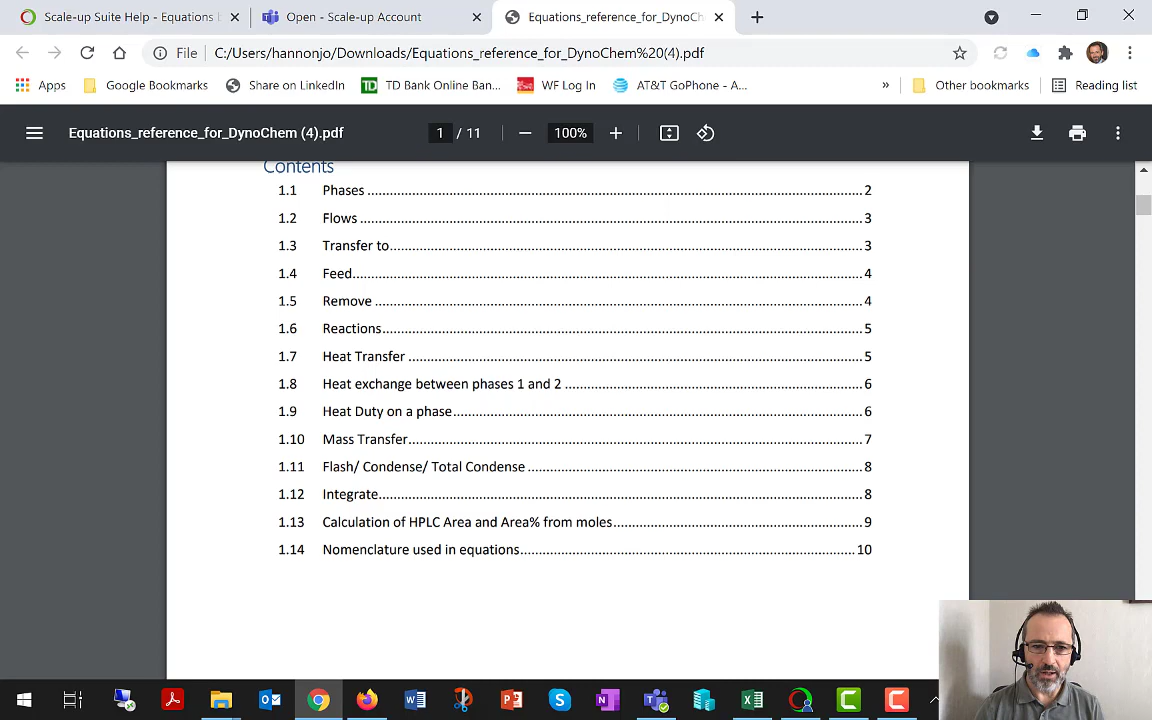 Scale-up Suite Help - Equations b
Open - Scale-up Account
Equations_reference_for_DynoCh
File
C:/Users/hannonjo/Downloads/Equations_reference_for_DynoChem%20(4).pdf
Apps
Google Bookmarks
Share on LinkedIn
TD Bank Online Ban...
WF Log In
AT&T GoPhone - A...
»
Other bookmarks
Reading list
Equations_reference_for_DynoChem (4).pdf
1 / 11
100%
Contents
1.1 Phases 2
1.2 Flows 3
1.3 Transfer to 3
1.4 Feed 4
1.5 Remove 4
1.6 Reactions 5
1.7 Heat Transfer 5
1.8 Heat exchange between phases 1 and 2 6
1.9 Heat Duty on a phase 6
1.10 Mass Transfer 7
1.11 Flash/ Condense/ Total Condense 8
1.12 Integrate 8
1.13 Calculation of HPLC Area and Area% from moles 9
1.14 Nomenclature used in equations 10